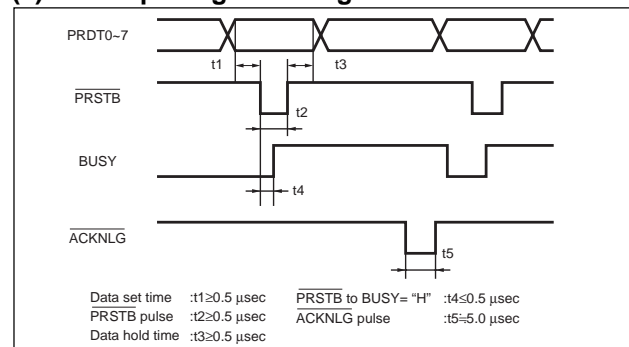 PRDT0~7
t1
t3
PRSTB
t2
BUSY
t4
ACKNLG
t5
Data set time :t1≥0.5 µsec PRSTB to BUSY= “H” :t4≤0.5 µsec
PRSTB pulse :t2≥0.5 µsec ACKNLG pulse :t5≒5.0 µsec
Data hold time :t3≥0.5 µsec